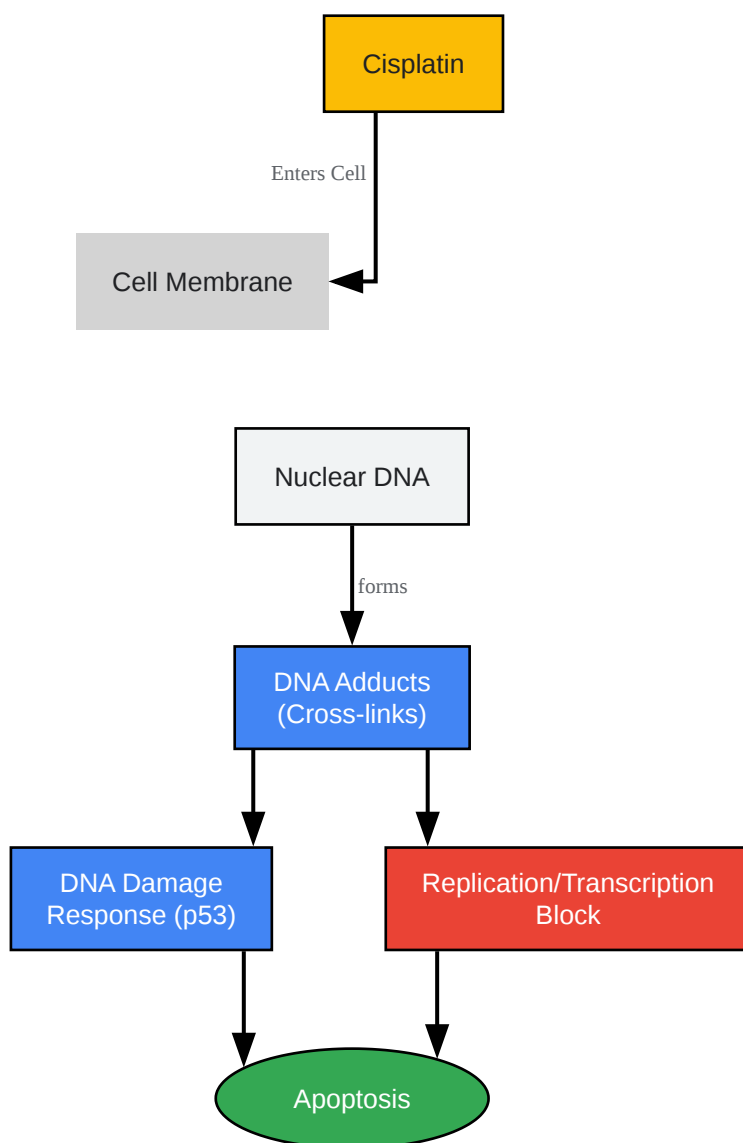 Cisplatin
Enters Cell
Cell Membrane
Nuclear DNA
forms
DNA Adducts
(Cross-links)
DNA Damage
Response (p53)
Replication/Transcription
Block
Apoptosis